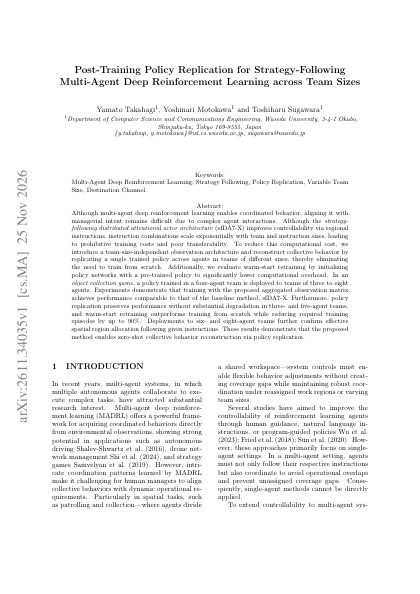 Post-Training Policy Replication for Strategy-Following
Multi-Agent Deep Reinforcement Learning across Team Sizes
Yamato Takahagi1, Yoshinari Motokawa1 and Toshiharu Sugawara1
1Department of Computer Science and Communications Engineering, Waseda University, 3-4-1 Okubo,
Shinjuku-ku, Tokyo 169-8555, Japan
{y.takahagi, y.motokawa}@isl.cs.waseda.ac.jp, sugawara@waseda.jp
Keywords:
Multi-Agent Deep Reinforcement Learning, Strategy Following, Policy Replication, Variable Team
Size, Destination Channel.
Abstract:
Although multi-agent deep reinforcement learning enables coordinated behavior, aligning it with
managerial intent remains difficult due to complex agent interactions. Although the strategy-
following distributed attentional actor architecture (sfDA7-X) improves controllability via regional
instructions, instruction combinations scale exponentially with team and instruction sizes, leading
to prohibitive training costs and poor transferability. To reduce this computational cost, we
introduce a team-size-independent observation architecture and reconstruct collective behavior by
replicating a single trained policy across agents in teams of different sizes, thereby eliminating
the need to train from scratch. Additionally, we evaluate warm-start retraining by initializing
policy networks with a pre-trained policy to significantly lower computational overhead. In an
object collection game, a policy trained in a four-agent team is deployed to teams of three to eight
agents. Experiments demonstrate that training with the proposed aggregated observation matrix
achieves performance comparable to that of the baseline method, sfDA7-X. Furthermore, policy
replication preserves performance without substantial degradation in three- and five-agent teams,
and warm-start retraining outperforms training from scratch while reducing required training
episodes by up to 90%. Deployments to six- and eight-agent teams further confirm effective
spatial region allocation following given instructions. These results demonstrate that the proposed
method enables zero-shot collective behavior reconstruction via policy replication.
1 INTRODUCTION
In recent years, multi-agent systems, in which
multiple autonomous agents collaborate to exe-
cute complex tasks, have attracted substantial
research interest. Multi-agent deep reinforce-
ment learning (MADRL) offers a powerful frame-
work for acquiring coordinated behaviors directly
from environmental observations, showing strong
potential in applications such as autonomous
driving Shalev-Shwartz et al. (2016), drone net-
work management Shi et al. (2024), and strategy
games Samvelyan et al. (2019). However, intri-
cate coordination patterns learned by MADRL
make it challenging for human managers to align
collective behaviors with dynamic operational re-
quirements. Particularly in spatial tasks, such
as patrolling and collection—where agents divide
a shared workspace—system controls must en-
able flexible behavior adjustments without creat-
ing coverage gaps while maintaining robust coor-
dination under reassigned work regions or varying
team sizes.
Several studies have aimed to improve the
controllability of reinforcement learning agents
through human guidance, natural language in-
structions, or program-guided policies Wu et al.
(2023); Fried et al. (2018); Sun et al. (2020). How-
ever, these approaches primarily focus on single-
agent settings. In a multi-agent setting, agents
must not only follow their respective instructions
but also coordinate to avoid operational overlaps
and prevent unassigned coverage gaps. Conse-
quently, single-agent methods cannot be directly
applied.
To extend controllability to multi-agent sys-
arXiv:2611.34035v1 [cs.MA] 25 Nov 2026